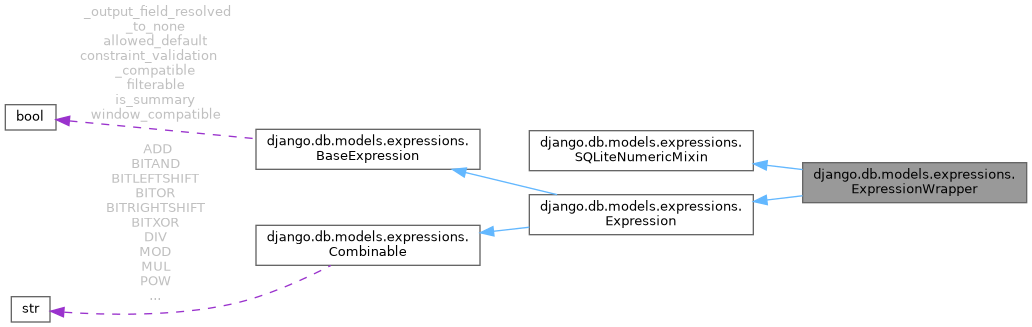 _output_field_resolved
_to_none
allowed_default
constraint_validation
_compatible
filterable
is_summary
window_compatible
bool
django.db.models.expressions.
BaseExpression
django.db.models.expressions.
SQLiteNumericMixin
django.db.models.expressions.
ExpressionWrapper
django.db.models.expressions.
Expression
django.db.models.expressions.
Combinable
ADD
BITAND
BITLEFTSHIFT
BITOR
BITRIGHTSHIFT
BITXOR
DIV
MOD
MUL
POW
...
str